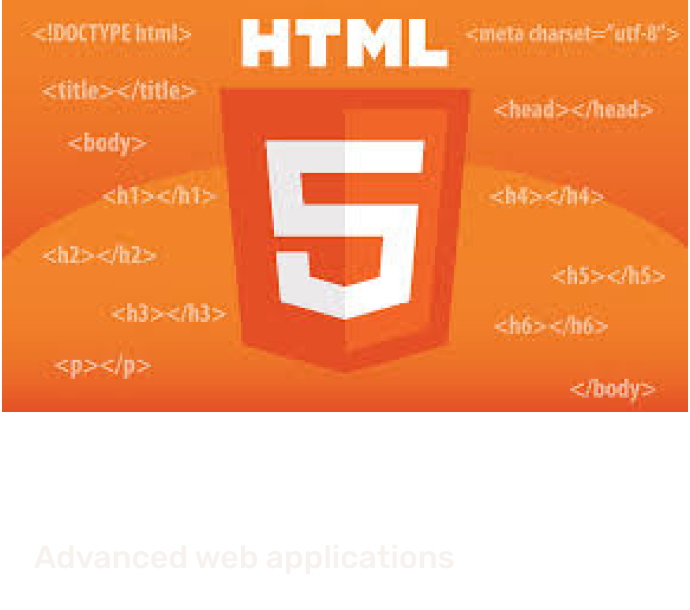 HTML
<!DOCTYPE html>
<meta charset="utf-8">
<title></title>
<head></head>
<body>
<h1></h1>
<h4></h4>
<h2></h2>
<h5></h5>
<h3></h3>
<h6></h6>
<p></p>
</body>
5
Advanced web applications